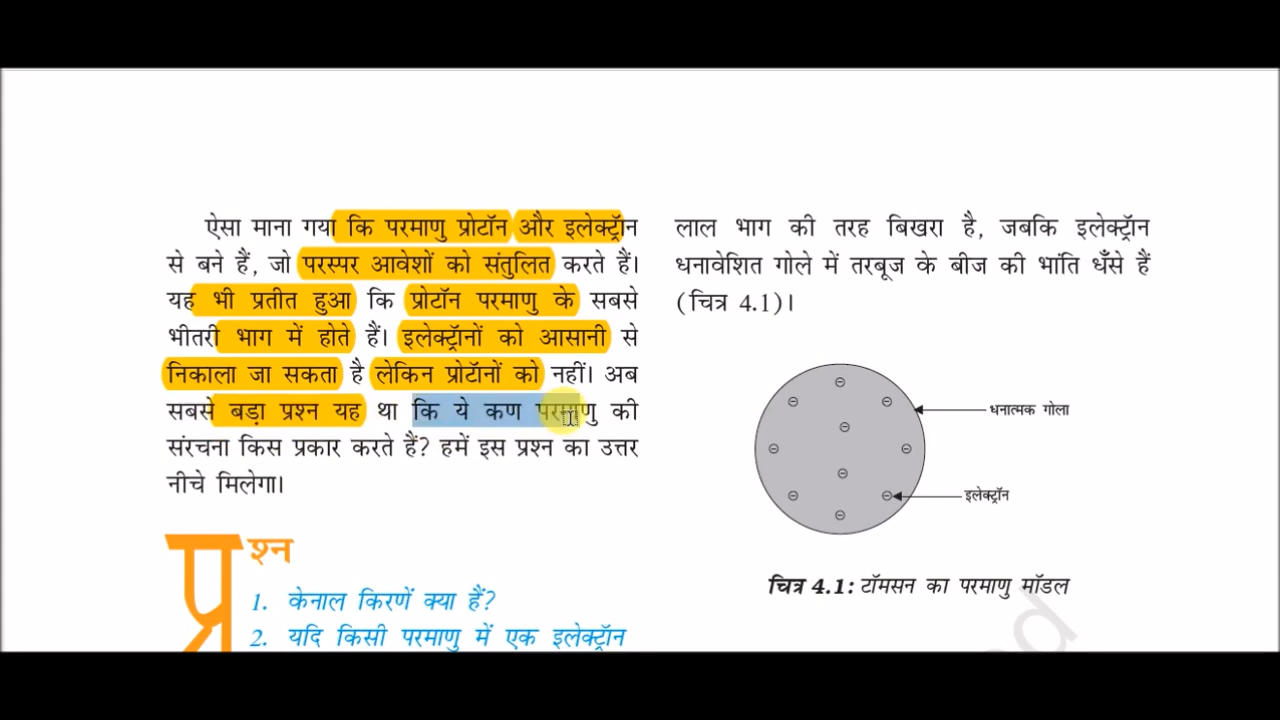 ऐसा माना गया कि परमाणु प्रोटॉन और इलेक्ट्रॉन
से बने हैं, जो परस्पर आवेशों को संतुलित करते हैं।
यह भी प्रतीत हुआ कि प्रोटॉन परमाणु के सबसे
भीतरी भाग में होते हैं। इलेक्ट्रॉनों को आसानी से
निकाला जा सकता है लेकिन प्रोटॉनों को नहीं। अब
सबसे बड़ा प्रश्न यह था कि ये कण परमाणु की
संरचना किस प्रकार करते हैं? हमें इस प्रश्न का उत्तर
नीचे मिलेगा।
प्रश्न
1. केनाल किरणें क्या हैं?
2. यदि किसी परमाणु में एक इलेक्ट्रॉन
लाल भाग की तरह बिखरा है, जबकि इलेक्ट्रॉन
धनावेशित गोले में तरबूज के बीज की भांति धँसे हैं
(चित्र 4.1)।
धनात्मक गोला
इलेक्ट्रॉन
चित्र 4.1: टॉमसन का परमाणु मॉडल